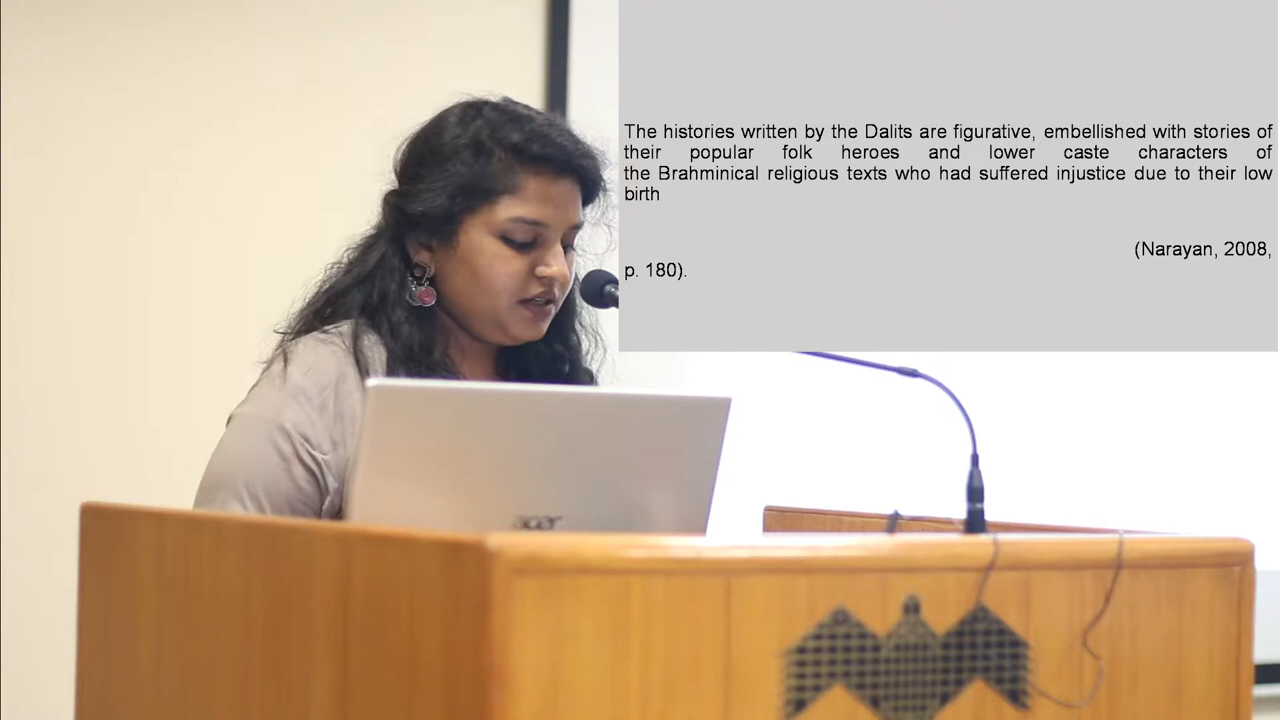 The histories written by the Dalits are figurative, embellished with stories of
their popular folk heroes and lower caste characters of
the Brahminical religious texts who had suffered injustice due to their low
birth
(Narayan, 2008,
p. 180).
acer